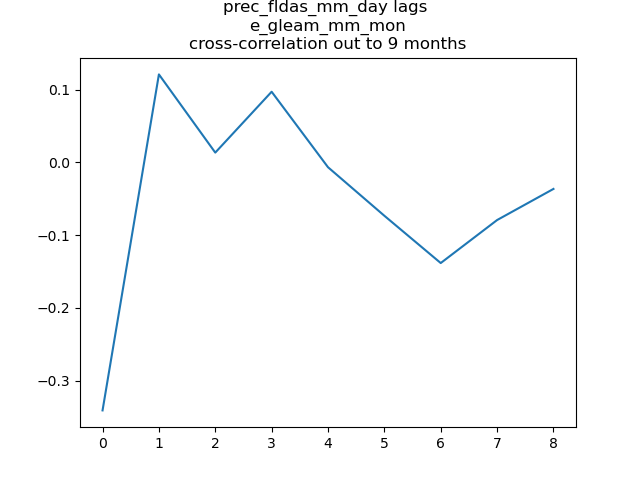 prec_fldas_mm_day lags
e_gleam_mm_mon
cross-correlation out to 9 months
0.1
0.0
−0.1
−0.2
−0.3
0 1 2 3 4 5 6 7 8